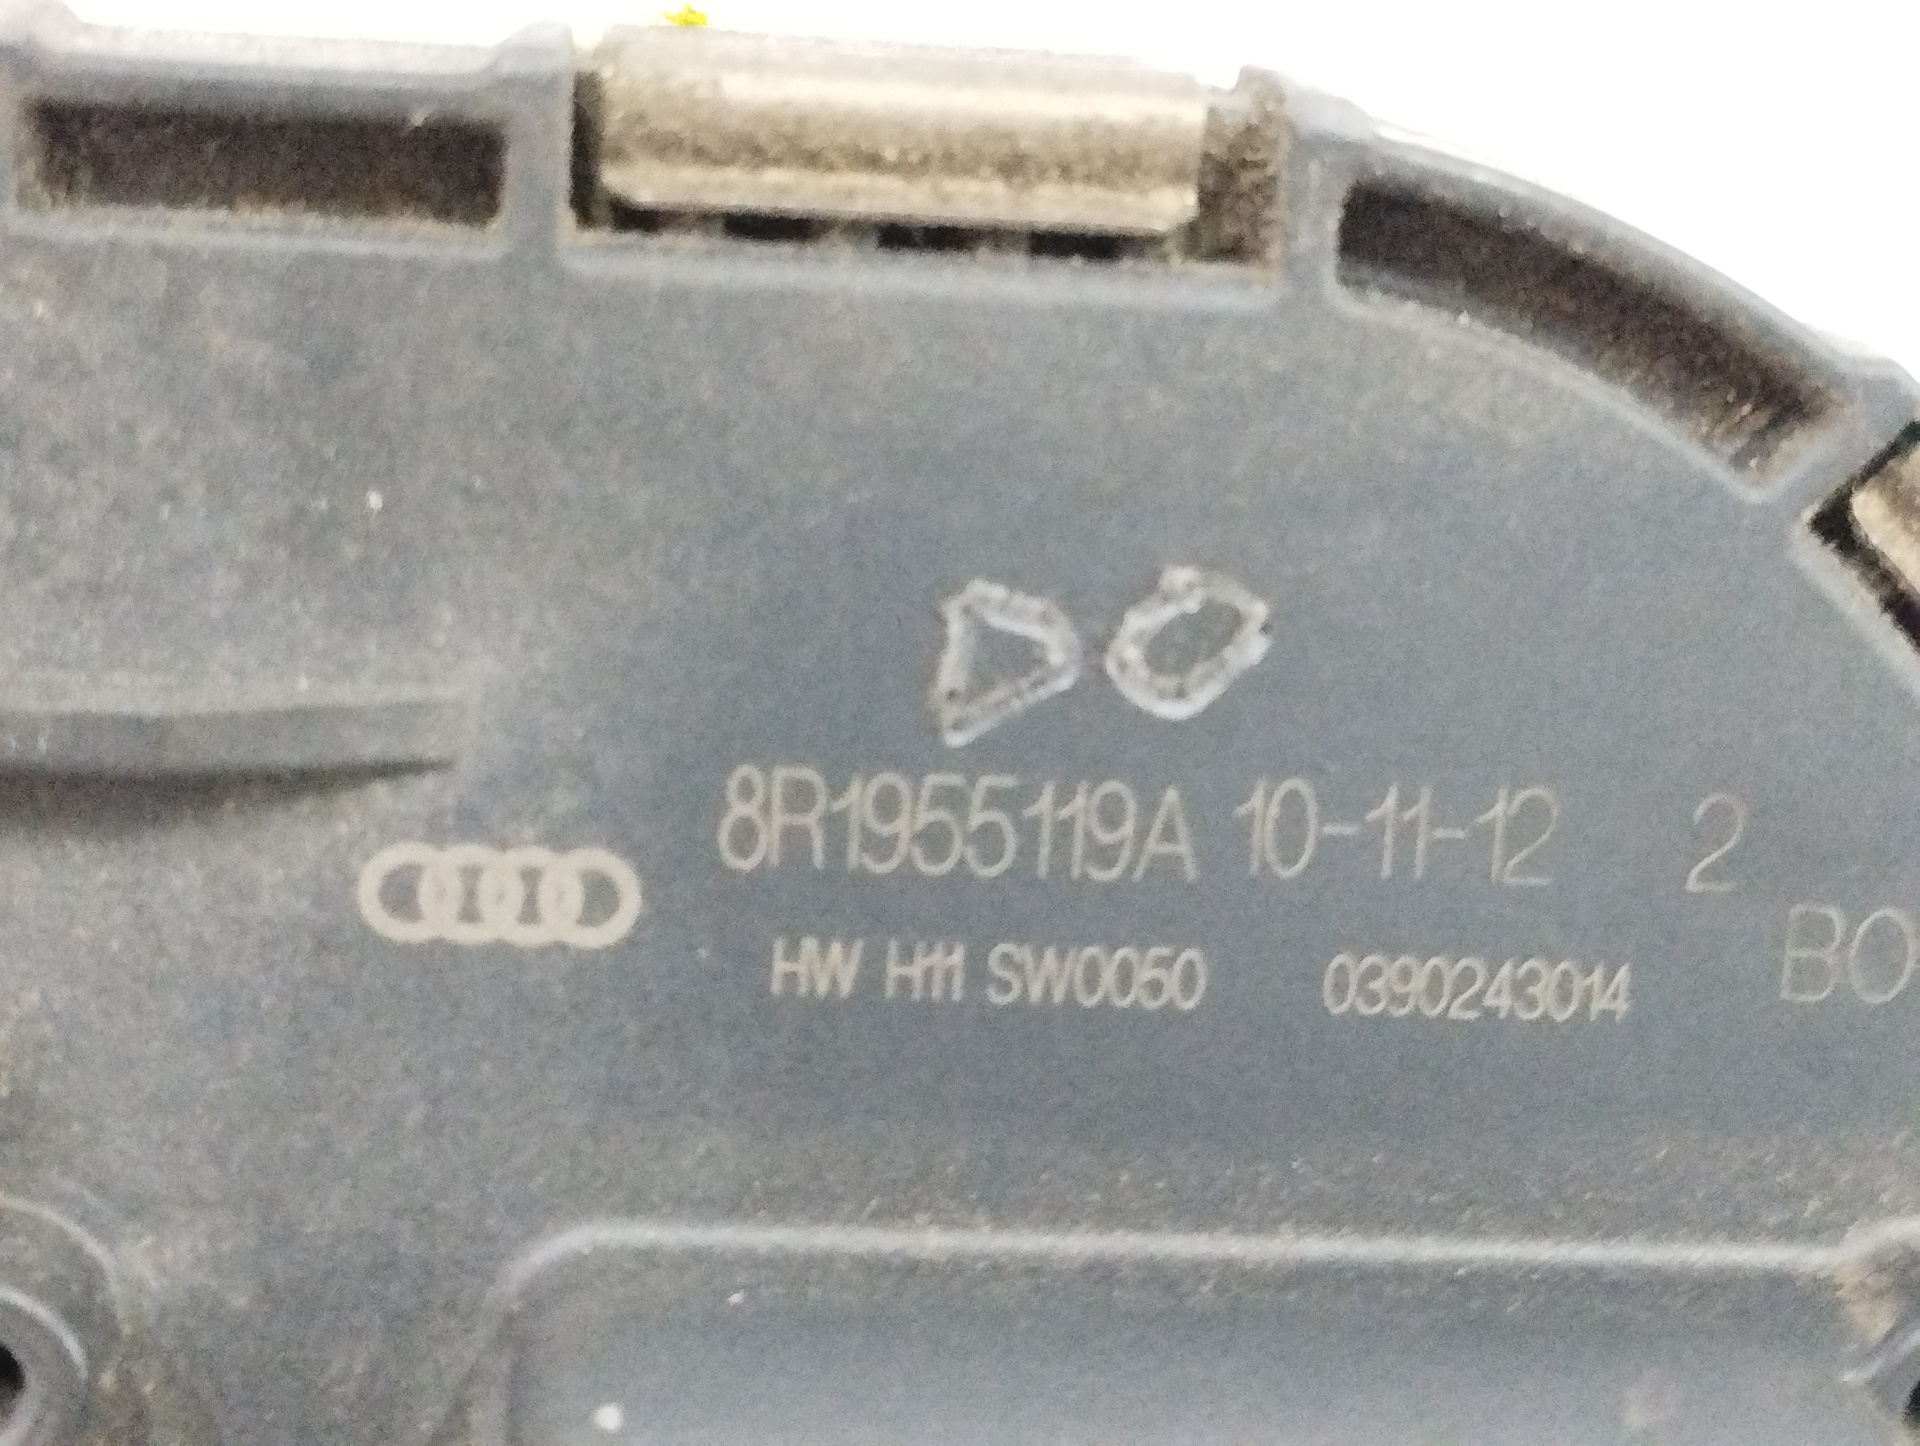 8R1955119A 10-11-12 2
HW H11 SW0050 0390243014 BO